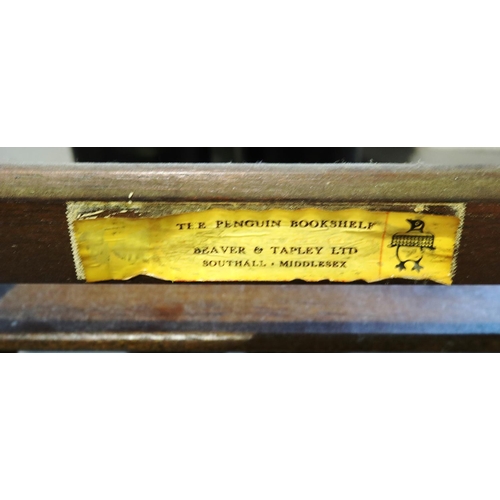 THE PENGUIN BOOKSHELF
BEAVER & TAPLEY LTD
SOUTHALL • MIDDLESEX